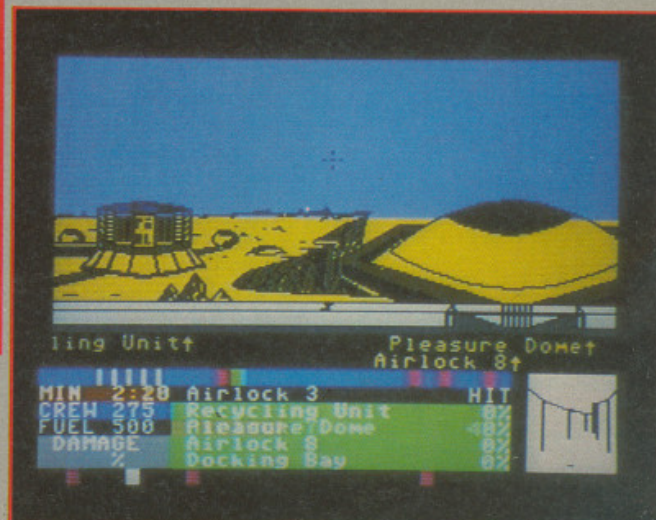 ling Unit↑
Pleasure Dome↑
Airlock 8↑
MIN 2:20 Airlock 3 HIT
CREW 275 Recycling Unit 0%
FUEL 500 Pleasure Dome <0%
DAMAGE Airlock 8 0%
% Docking Bay 0%